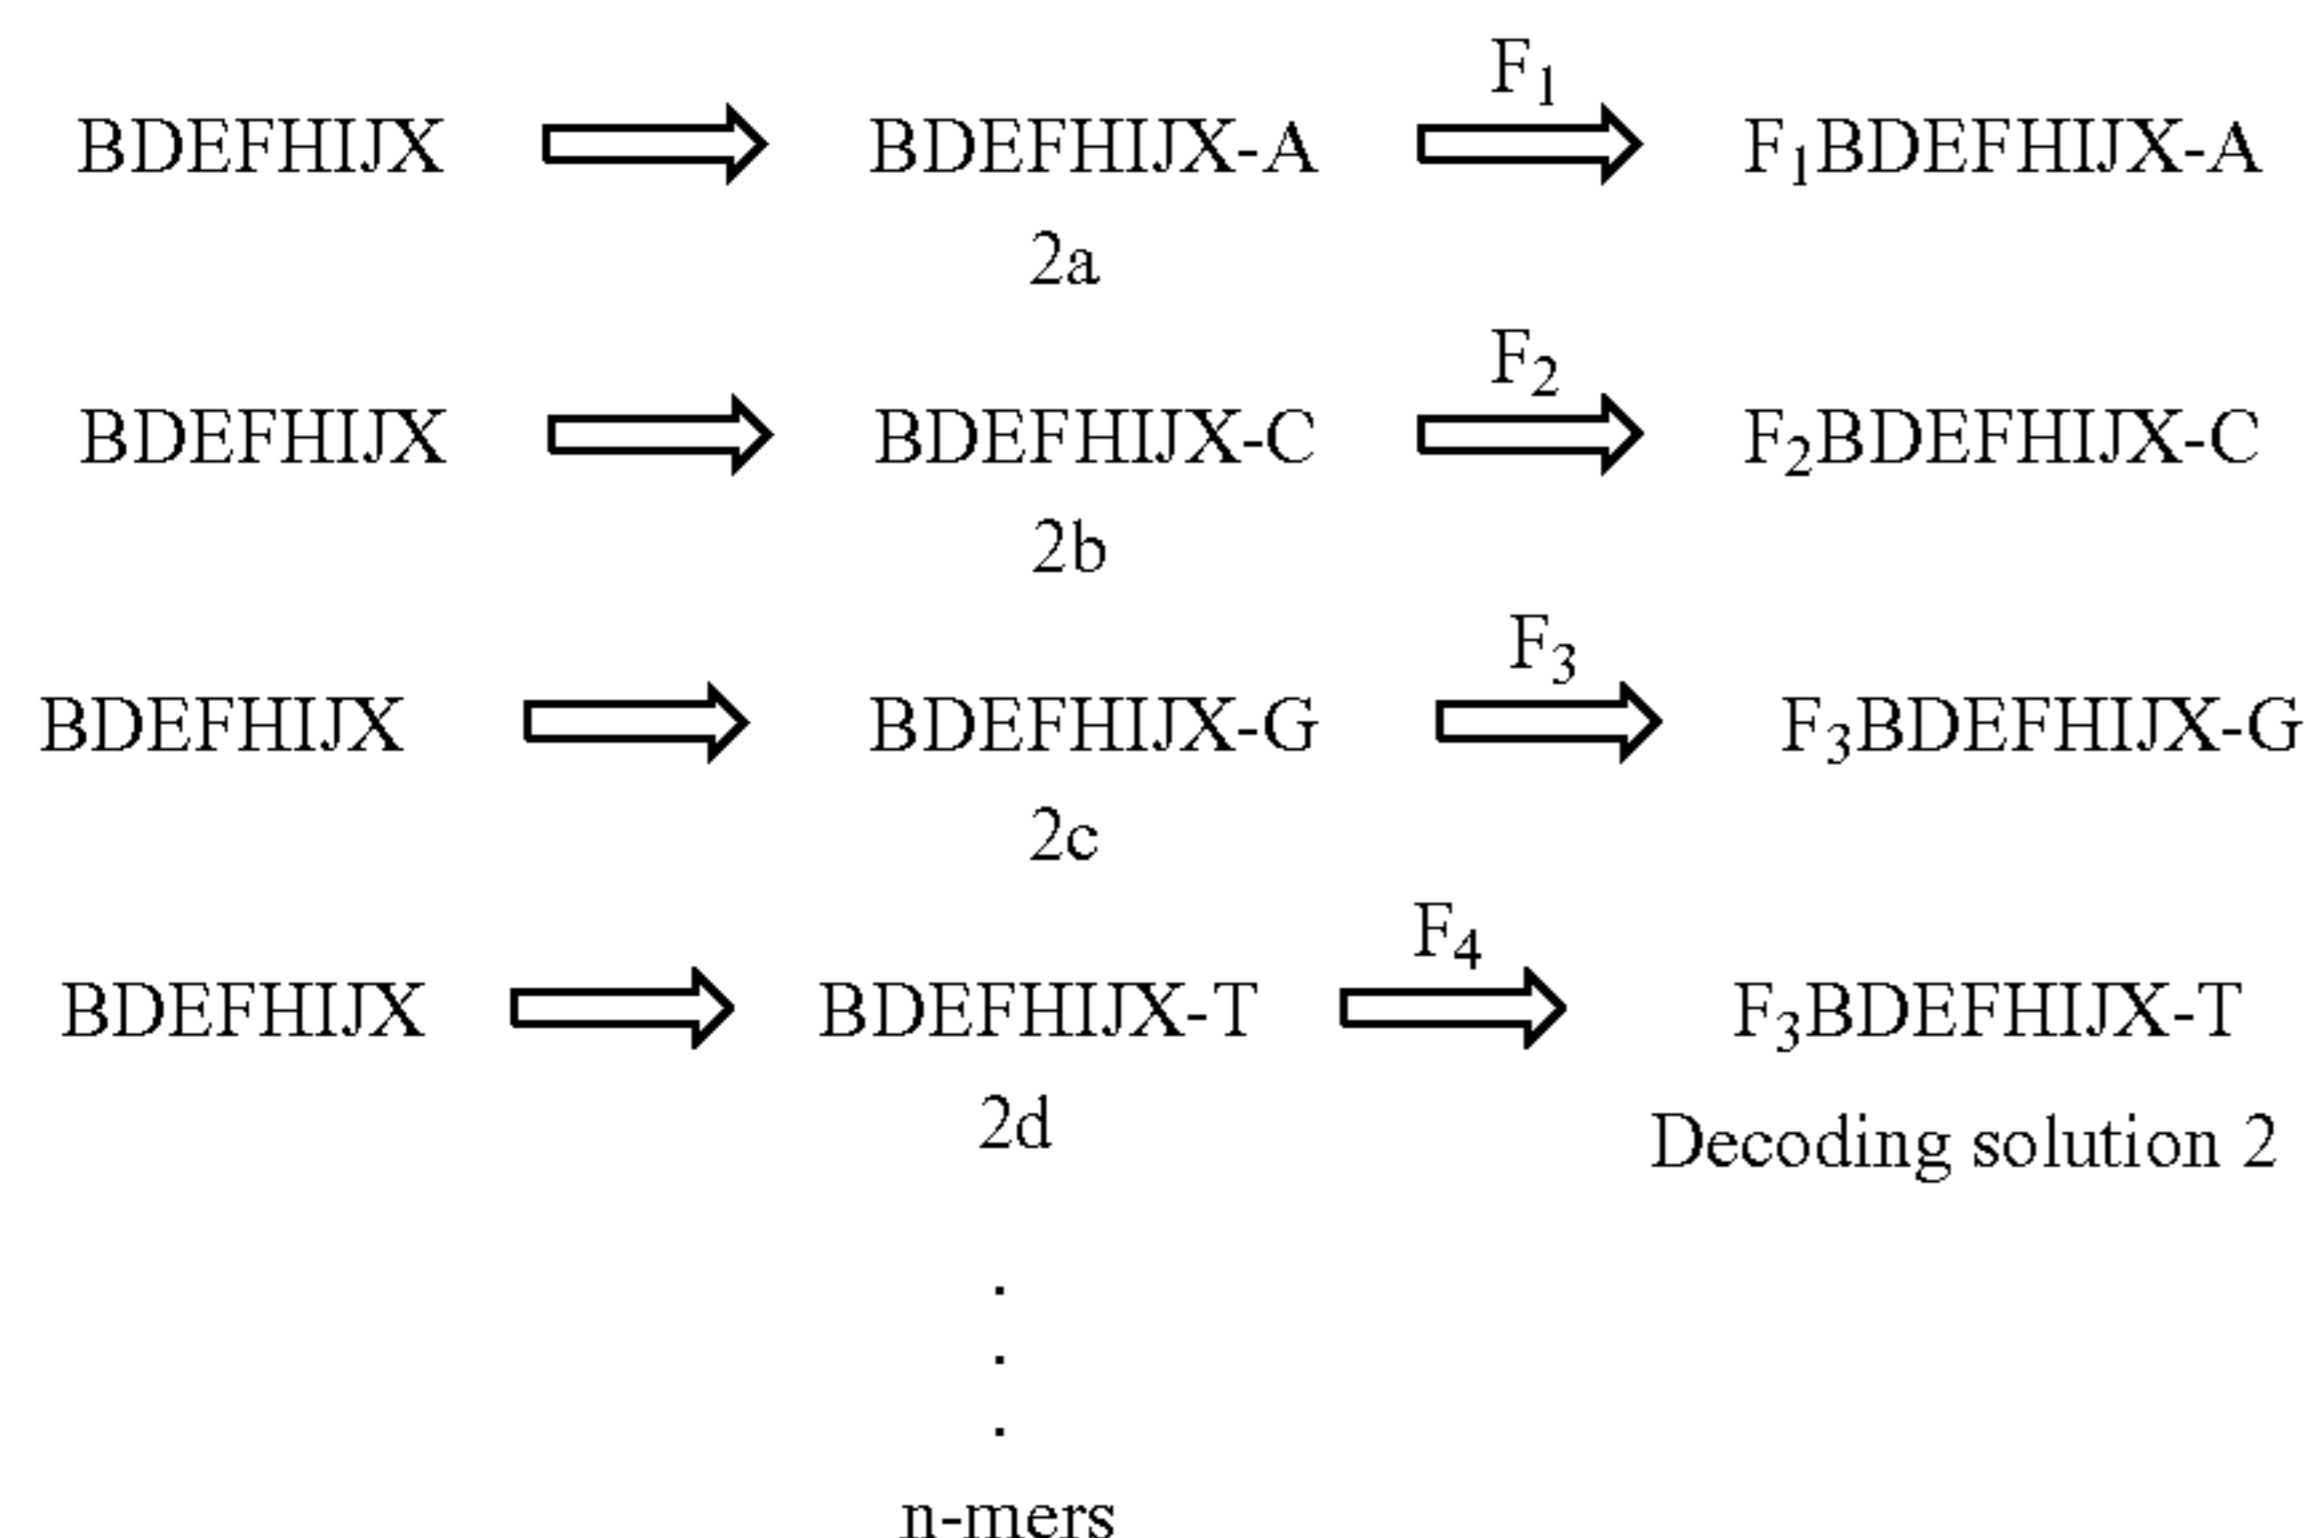 F₁
BDEFHIJX BDEFHIJX-A F₁BDEFHIJX-A
2a
F₂
BDEFHIJX BDEFHIJX-C F₂BDEFHIJX-C
2b
F₃
BDEFHIJX BDEFHIJX-G F₃BDEFHIJX-G
2c
F₄
BDEFHIJX BDEFHIJX-T F₃BDEFHIJX-T
2d Decoding solution 2
.
.
.
n-mers